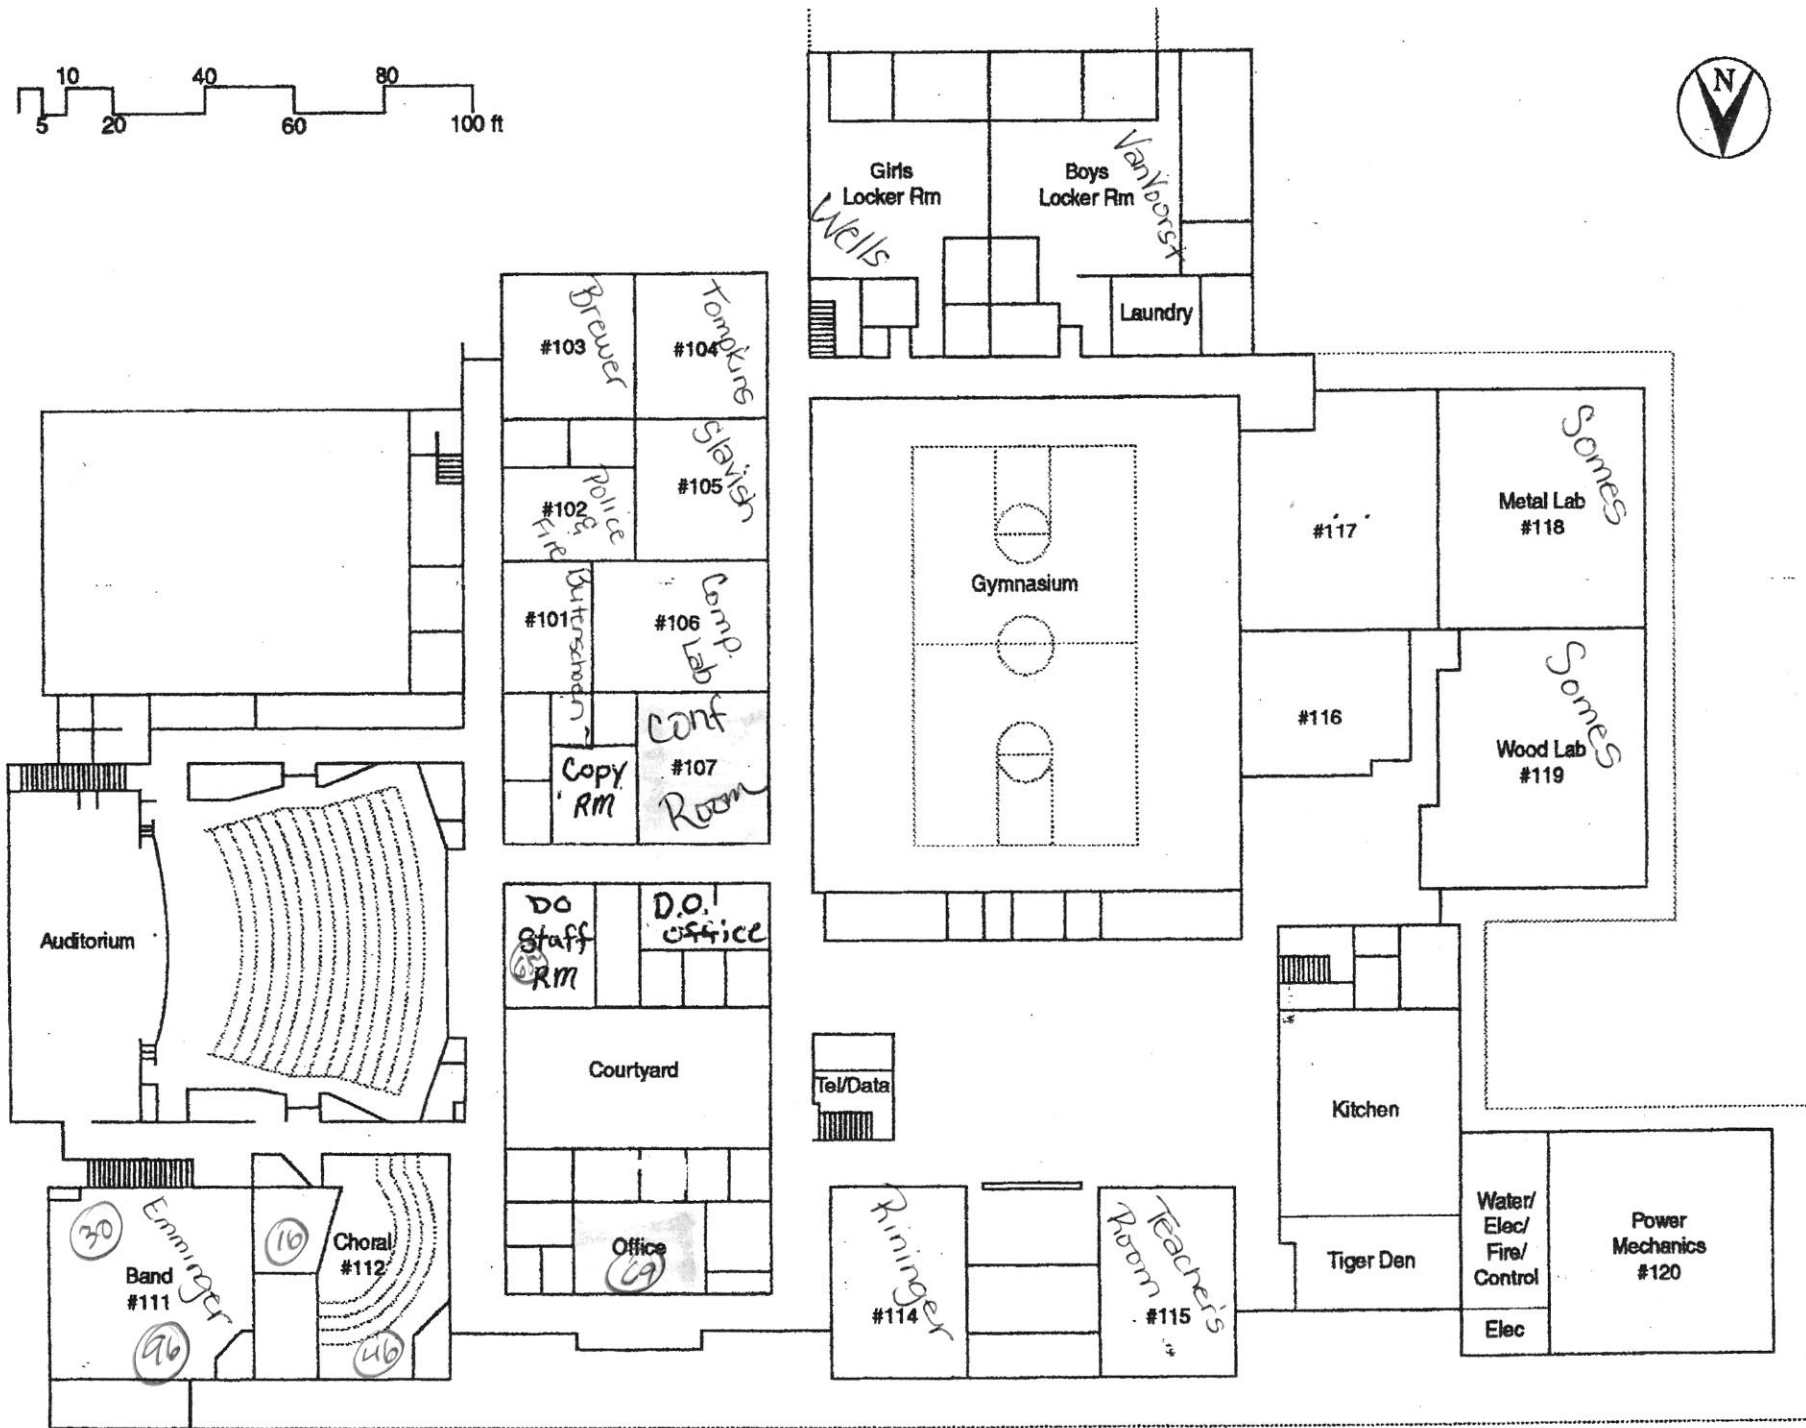 10 40 80
5 20 60 100 ft
N
Girls
Locker Rm
Wells
Boys
Locker Rm
VanVoorst
Laundry
Brewer
#103
Tompkins
#104
Slavish
#105
Police
&
Fire
#102
#101
Butenschoen
Comp.
Lab
#106
Conf
#107
Room
Copy
RM
Gymnasium
#117
Somes
Metal Lab
#118
#116
Somes
Wood Lab
#119
Auditorium
DO
Staff
RM
D.O.
office
Courtyard
Tel/Data
Kitchen
Tiger Den
Water/
Elec/
Fire/
Control
Elec
Power
Mechanics
#120
30
Emminger
Band
#111
96
16
Choral
#112
46
Office
69
Rininger
#114
Teacher's
Room
#115